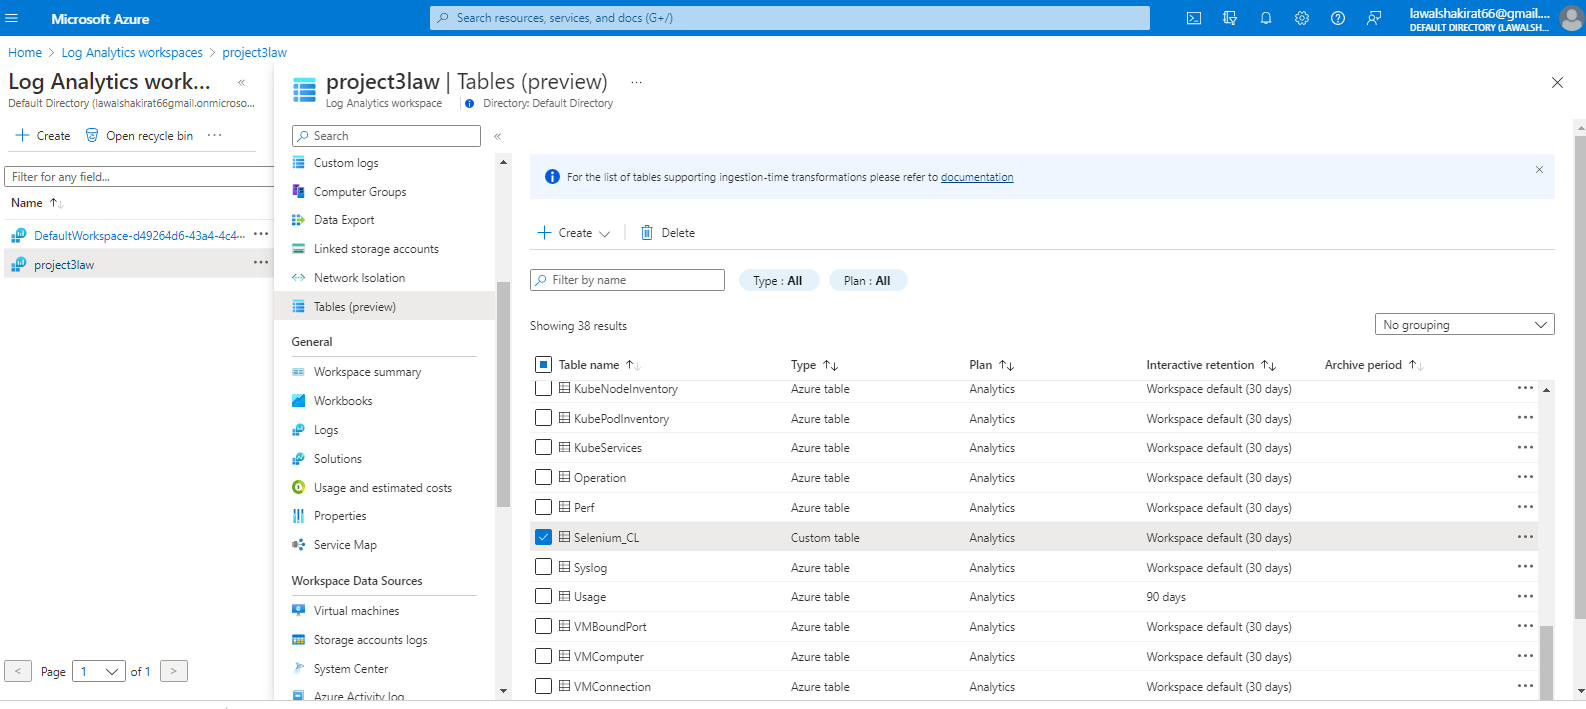 Microsoft Azure
Search resources, services, and docs (G+/)
lawalshakirat66@gmail....
DEFAULT DIRECTORY (LAWALSH...
Home > Log Analytics workspaces > project3law
Log Analytics work... «
Default Directory (lawalshakirat66gmail.onmicroso...
Create Open recycle bin ...
Filter for any field...
Name
DefaultWorkspace-d49264d6-43a4-4c4... ...
project3law ...
< Page 1 of 1 >
project3law | Tables (preview) ...
Log Analytics workspace Directory: Default Directory
Search «
Custom logs
Computer Groups
Data Export
Linked storage accounts
Network Isolation
Tables (preview)
General
Workspace summary
Workbooks
Logs
Solutions
Usage and estimated costs
Properties
Service Map
Workspace Data Sources
Virtual machines
Storage accounts logs
System Center
Azure Activity log
For the list of tables supporting ingestion-time transformations please refer to documentation
Create Delete
Filter by name Type : All Plan : All
Showing 38 results No grouping
Table name Type Plan Interactive retention Archive period
KubeNodeInventory Azure table Analytics Workspace default (30 days) ...
KubePodInventory Azure table Analytics Workspace default (30 days) ...
KubeServices Azure table Analytics Workspace default (30 days) ...
Operation Azure table Analytics Workspace default (30 days) ...
Perf Azure table Analytics Workspace default (30 days) ...
Selenium_CL Custom table Analytics Workspace default (30 days) ...
Syslog Azure table Analytics Workspace default (30 days) ...
Usage Azure table Analytics 90 days ...
VMBoundPort Azure table Analytics Workspace default (30 days) ...
VMComputer Azure table Analytics Workspace default (30 days) ...
VMConnection Azure table Analytics Workspace default (30 days) ...